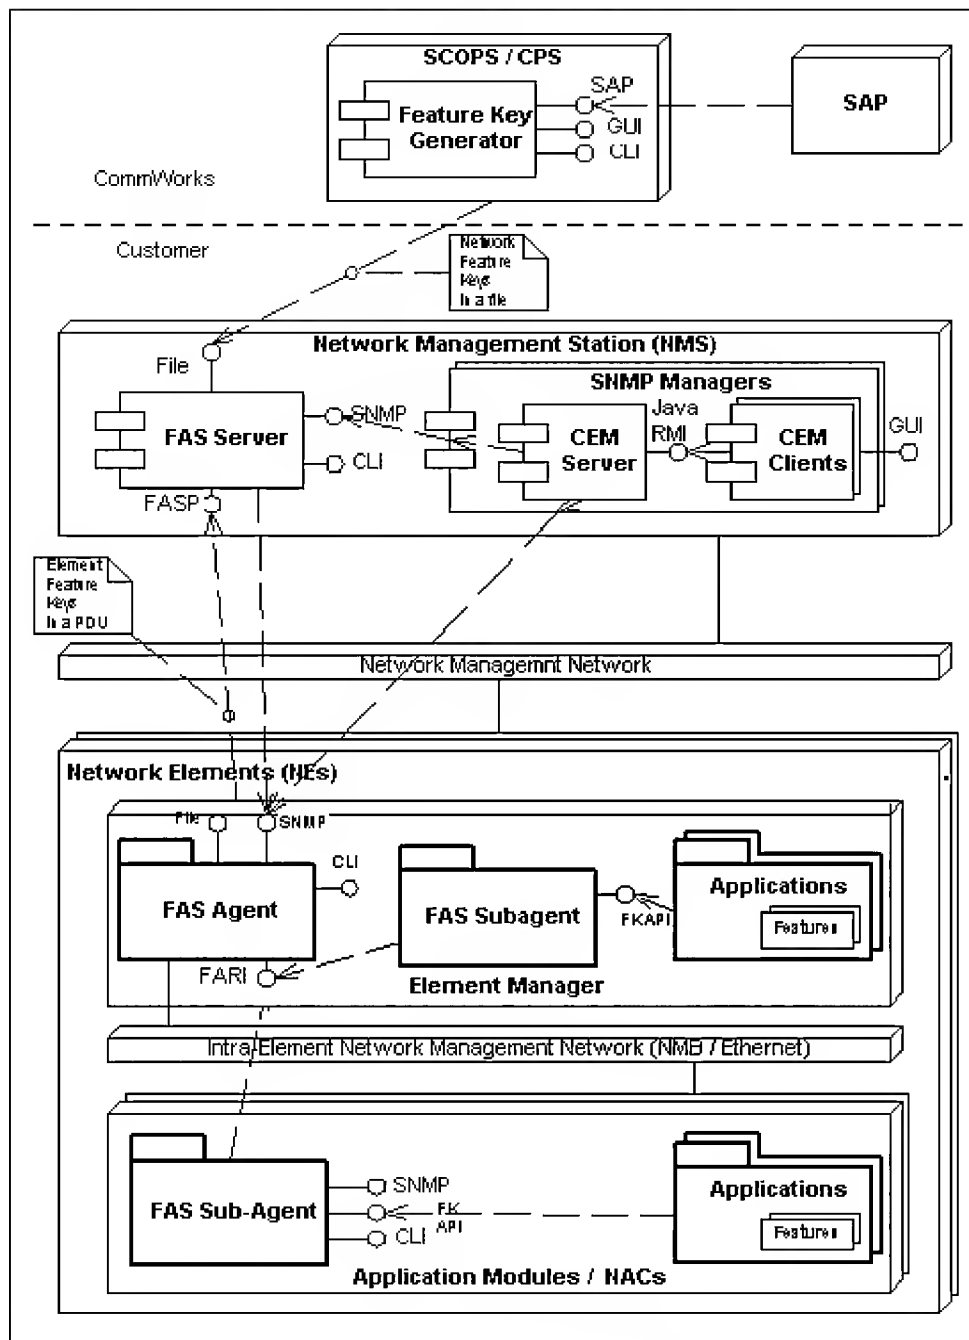 SCOPS / CPS
SAP
Feature Key
Generator
GUI
CLI
SAP
CommWorks
Customer
Network
Feature
Keys
In a file
Network Management Station (NMS)
File
SNMP Managers
FAS Server
SNMP
CLI
FASP
CEM
Server
Java
RMI
CEM
Clients
GUI
Element
Feature
Keys
In a PDU
Network Managemnt Network
Network Elements (NEs)
File
SNMP
CLI
FAS Agent
FAS Subagent
FKAPI
Applications
Features
FARI
Element Manager
Intra-Element Network Management Network (NMB / Ethernet)
FAS Sub-Agent
SNMP
FK
API
CLI
Applications
Features
Application Modules / NACs